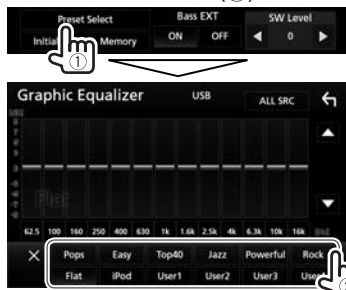 Preset Select Bass EXT SW Level
Memory ON OFF 0
①
Graphic Equalizer USB ALL SRC
Flat
62.5 100 160 250 400 630 1k 1.6k 2.5k 4k 6.3k 10k 16k
Pops Easy Top40 Jazz Powerful Rock
Flat iPod User1 User2 User3